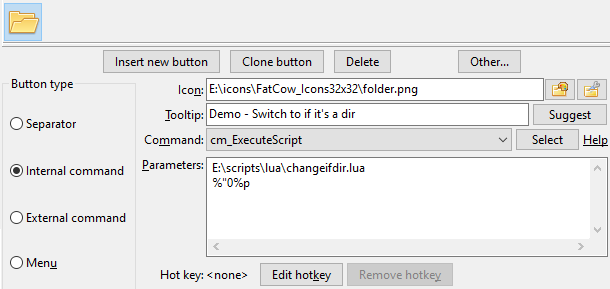 Insert new button
Clone button
Delete
Other...
Button type
Separator
Internal command
External command
Menu
Icon:
E:\icons\FatCow_Icons32x32\folder.png
Tooltip:
Demo - Switch to if it's a dir
Suggest
Command:
cm_ExecuteScript
Select
Help
Parameters:
E:\scripts\lua\changeifdir.lua
%"0%p
Hot key: <none>
Edit hotkey
Remove hotkey